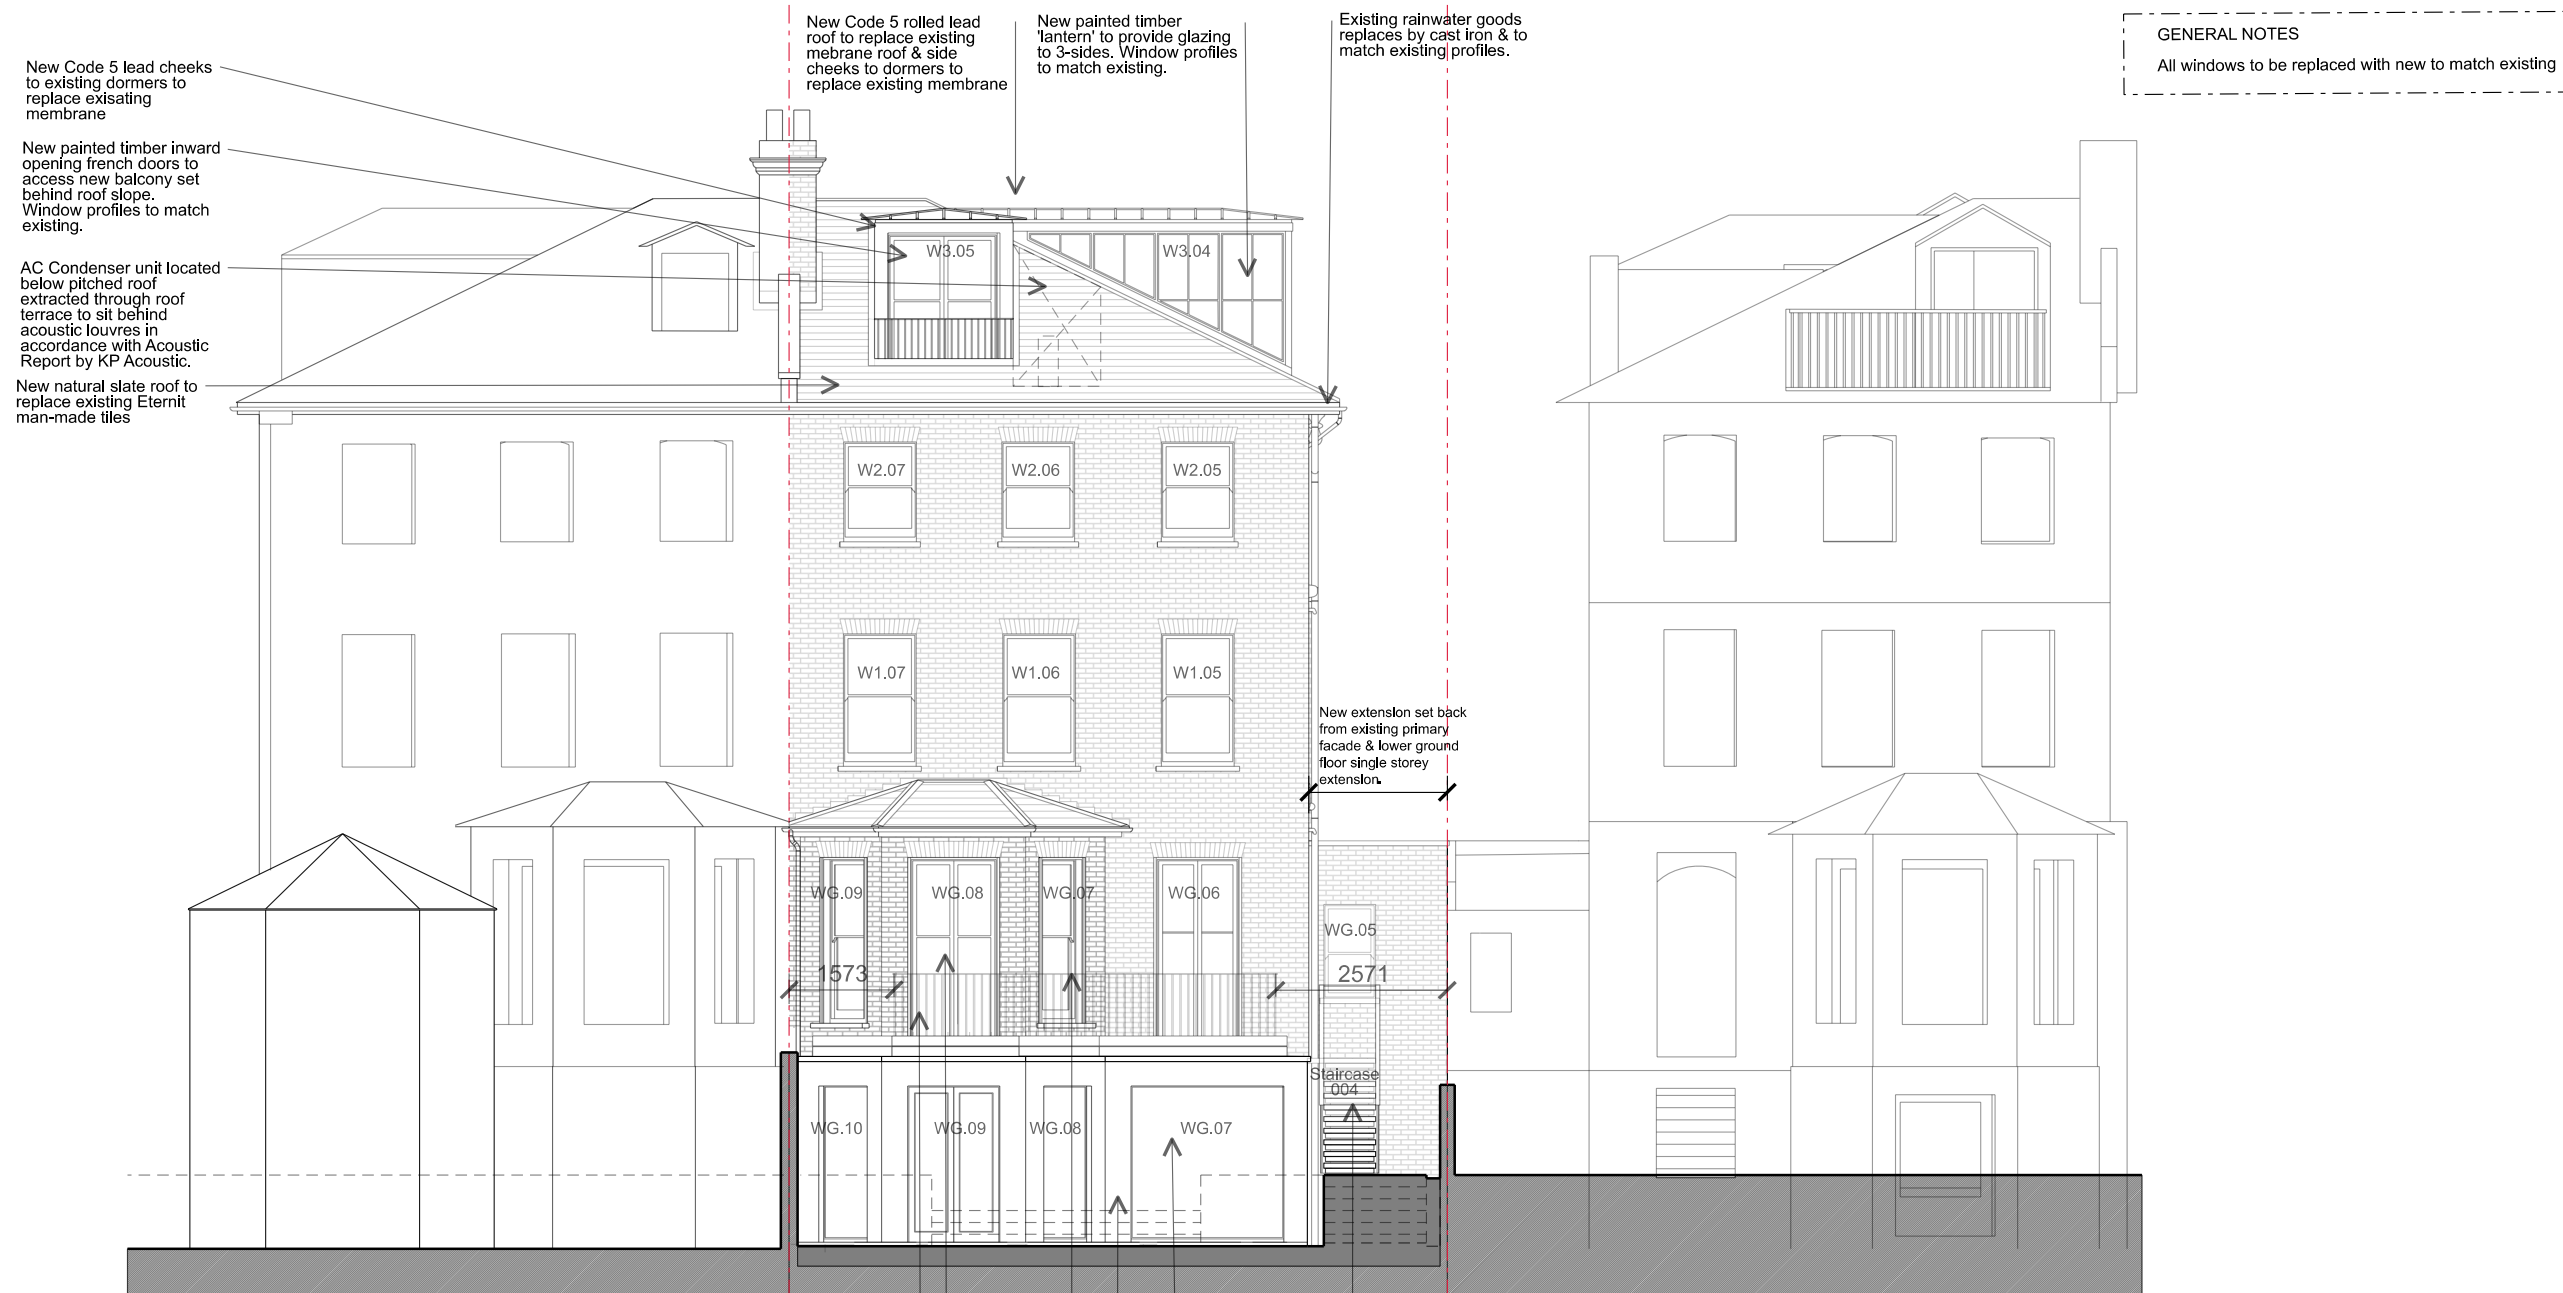 New Code 5 rolled lead
roof to replace existing
mebrane roof & side
cheeks to dormers to
replace existing membrane
New painted timber
'lantern' to provide glazing
to 3-sides. Window profiles
to match existing.
Existing rainwater goods
replaces by cast iron & to
match existing profiles.
GENERAL NOTES
All windows to be replaced with new to match existing
New Code 5 lead cheeks
to existing dormers to
replace exisating
membrane
New painted timber inward
opening french doors to
access new balcony set
behind roof slope.
Window profiles to match
existing.
AC Condenser unit located
below pitched roof
extracted through roof
terrace to sit behind
acoustic louvres in
accordance with Acoustic
Report by KP Acoustic.
New natural slate roof to
replace existing Eternit
man-made tiles
W3.05
W3.04
W2.07
W2.06
W2.05
W1.07
W1.06
W1.05
New extension set back
from existing primary
facade & lower ground
floor single storey
extension.
WG.09
WG.08
WG.07
WG.06
WG.05
1573
2571
Staircase
004
WG.10
WG.09
WG.08
WG.07